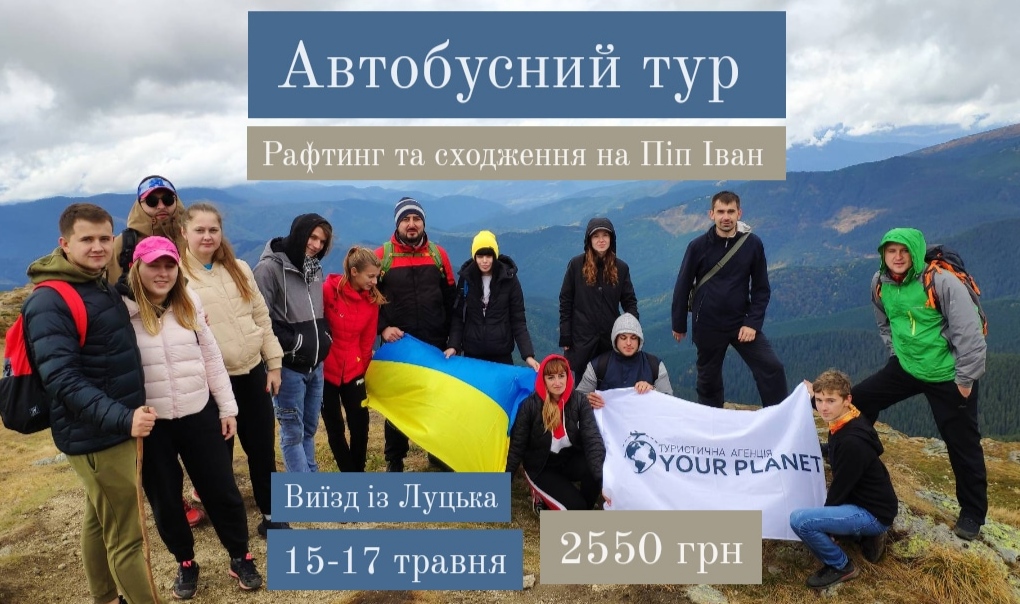 Автобусний тур
Рафтинг та сходження на Піп Іван
ТУРИСТИЧНА АГЕНЦІЯ
YOUR PLANET
Виїзд із Луцька
15-17 травня
2550 грн